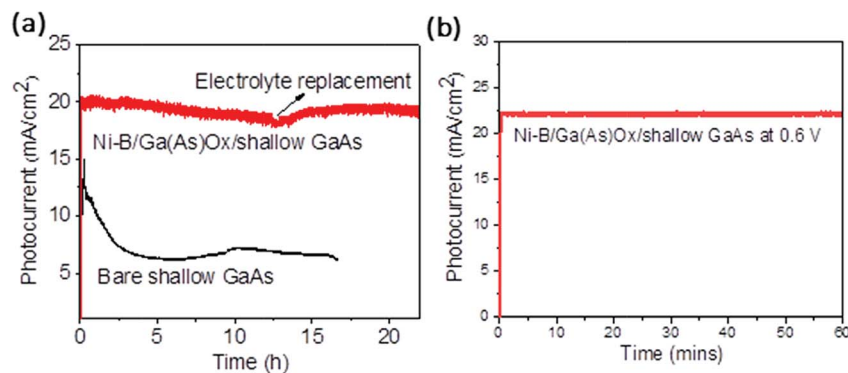 (a)
25
20
15
10
5
Photocurrent (mA/cm²)
Electrolyte replacement
Ni-B/Ga(As)Ox/shallow GaAs
Bare shallow GaAs
0 5 10 15 20
Time (h)
(b)
30
25
20
15
10
5
0
Photocurrent (mA/cm²)
Ni-B/Ga(As)Ox/shallow GaAs at 0.6 V
0 10 20 30 40 50 60
Time (mins)